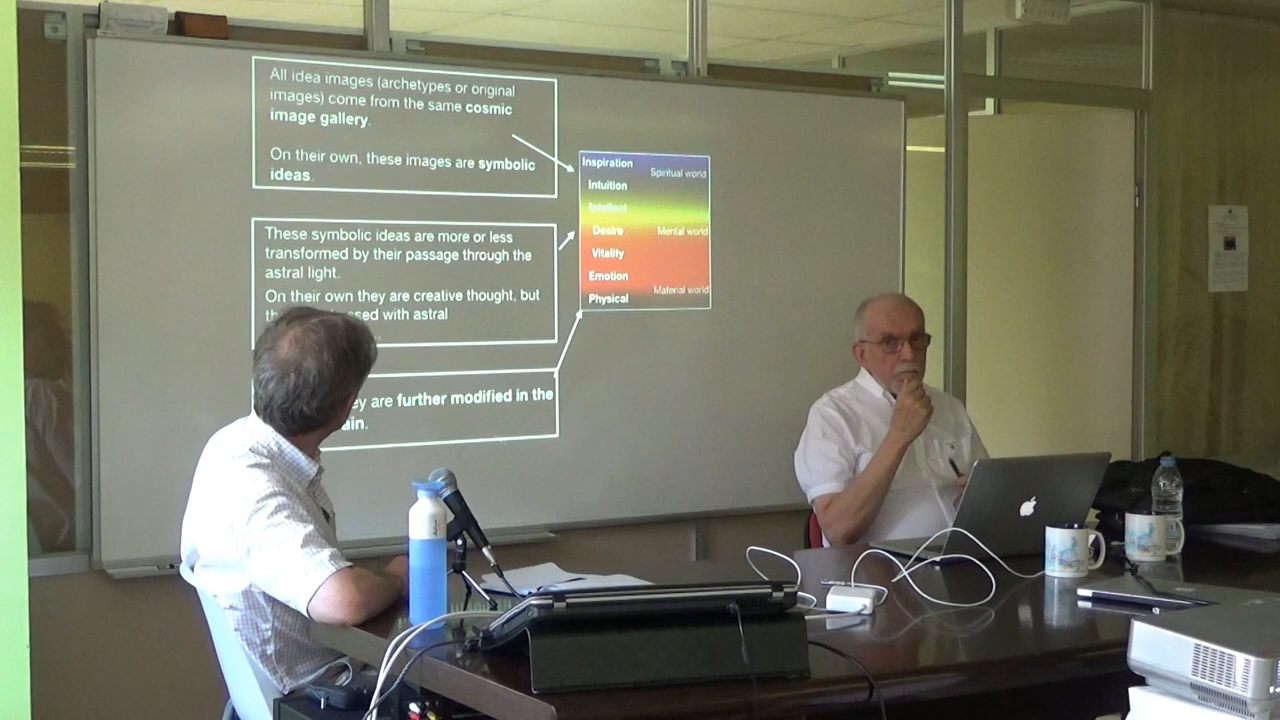 All idea images (archetypes or original
images) come from the same cosmic
image gallery.
On their own, these images are symbolic
ideas.
These symbolic ideas are more or less
transformed by their passage through the
astral light.
On their own they are creative thought, but
sed with astral
ey are further modified in the
ain.
Inspiration
Spiritual world
Intuition
Intellect
Desire
Mental world
Vitality
Emotion
Material world
Physical